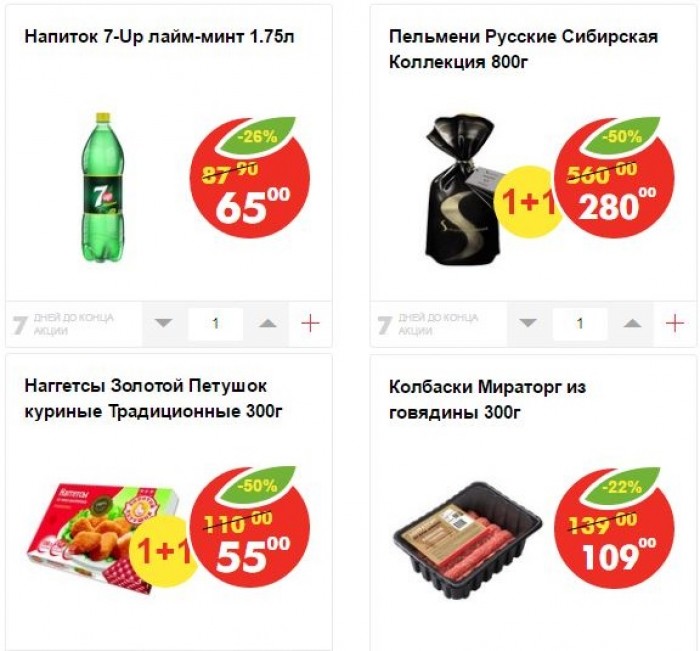 Напиток 7-Up лайм-минт 1.75л
-26%
87 90
65 00
7
7 ДНЕЙ ДО КОНЦА
АКЦИИ
1
Пельмени Русские Сибирская
Коллекция 800г
-50%
560 00
1+1
280 00
S
7 ДНЕЙ ДО КОНЦА
АКЦИИ
1
Наггетсы Золотой Петушок
куриные Традиционные 300г
Наггетсы
-50%
110 00
1+1
55 00
Колбаски Мираторг из
говядины 300г
-22%
139 00
109 00